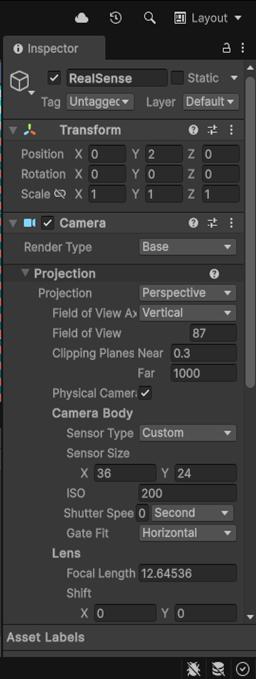 Layout
Inspector
RealSense Static
Tag Untagged Layer Default
Transform
Position X 0 Y 2 Z 0
Rotation X 0 Y 0 Z 0
Scale X 1 Y 1 Z 1
Camera
Render Type Base
Projection
Projection Perspective
Field of View Ax Vertical
Field of View 87
Clipping Planes Near 0.3
Far 1000
Physical Camera
Camera Body
Sensor Type Custom
Sensor Size
X 36 Y 24
ISO 200
Shutter Spee 0 Second
Gate Fit Horizontal
Lens
Focal Length 12.64536
Shift
X 0 Y 0
Asset Labels